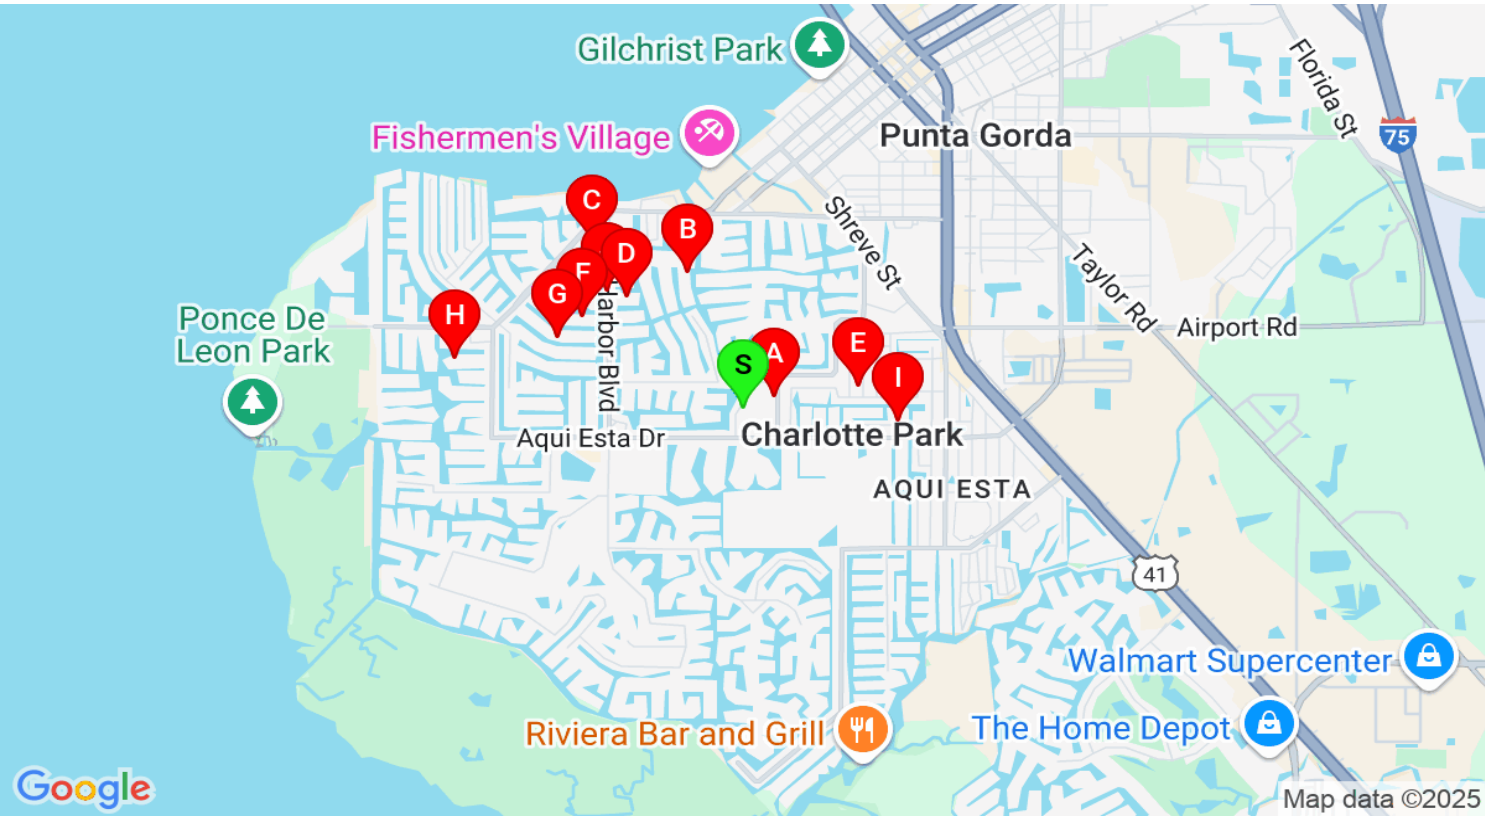 Gilchrist Park
Florida St
Fishermen's Village
Punta Gorda
75
C
B
Shreve St
D
F
G
H
Taylor Rd
Ponce De
Leon Park
Airport Rd
Harbor Blvd
A
E
S
I
Aqui Esta Dr
Charlotte Park
AQUI ESTA
41
Walmart Supercenter
The Home Depot
Riviera Bar and Grill
Google
Map data ©2025